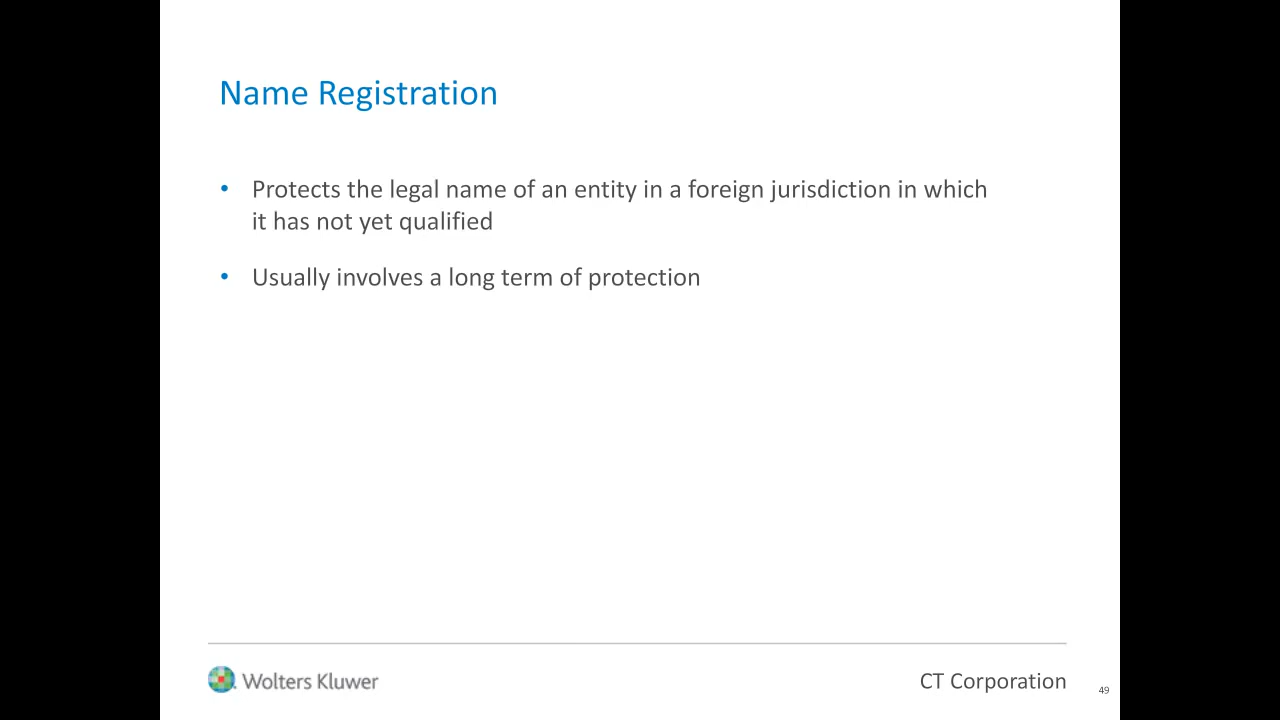 Name Registration
• Protects the legal name of an entity in a foreign jurisdiction in which
it has not yet qualified
• Usually involves a long term of protection
Wolters Kluwer
CT Corporation
49